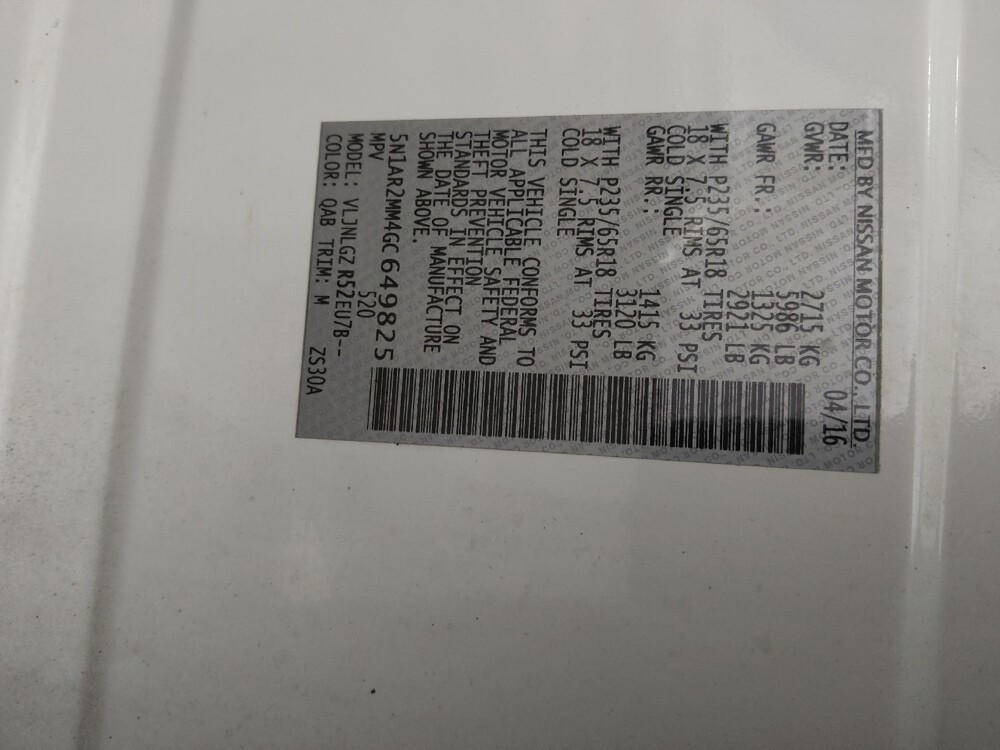 MFD BY NISSAN MOTOR CO., LTD.
DATE: 04/16
GVWR: 2715 KG
5986 LB
GAWR FR.: 1325 KG
2921 LB
WITH P235/65R18 TIRES
18 X 7.5 RIMS AT 33 PSI
COLD SINGLE
GAWR RR.: 1415 KG
3120 LB
WITH P235/65R18 TIRES
18 X 7.5 RIMS AT 33 PSI
COLD SINGLE
THIS VEHICLE CONFORMS TO
ALL APPLICABLE FEDERAL
MOTOR VEHICLE SAFETY AND
THEFT PREVENTION
STANDARDS IN EFFECT ON
THE DATE OF MANUFACTURE
SHOWN ABOVE.
5N1AR2MM4GC649825
MPV 520
MODEL: VLJNLGZ R52EU7B--
COLOR: QAB TRIM: M ZS30A